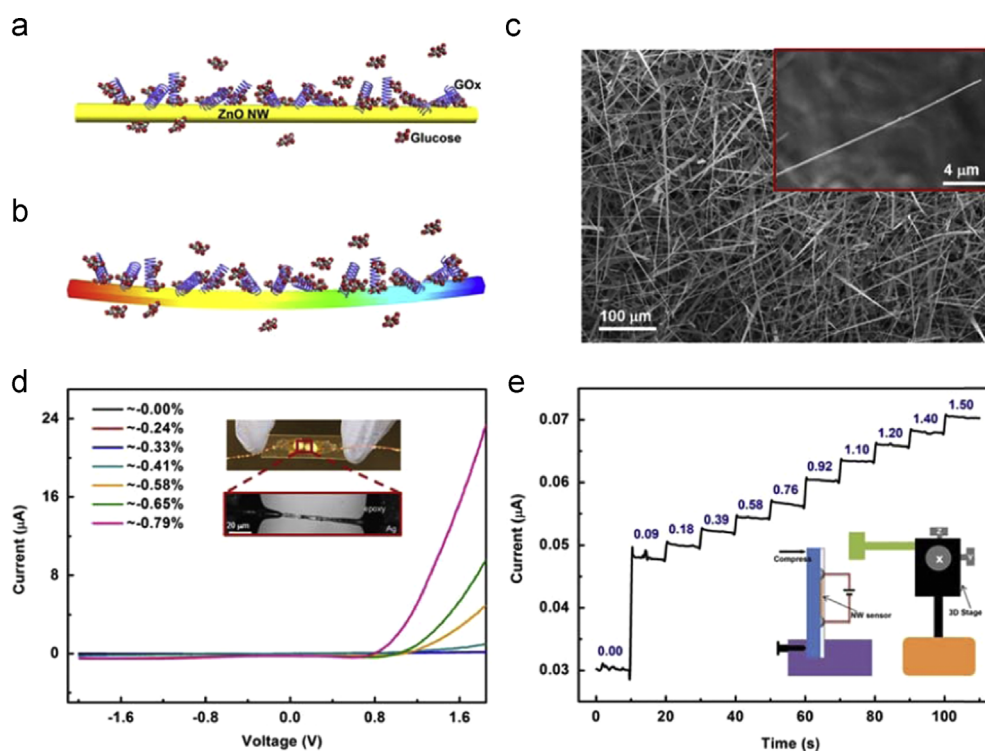 a
GOx
ZnO NW
Glucose
b
c
4 μm
100 μm
d
24
16
8
0
Current (μA)
-1.6
-0.8
0.0
0.8
1.6
Voltage (V)
~-0.00%
~-0.24%
~-0.33%
~-0.41%
~-0.58%
~-0.65%
~-0.79%
epoxy
20 μm
Ag
e
0.07
0.06
0.05
0.04
0.03
Current (μA)
0
20
40
60
80
100
Time (s)
0.00
0.09
0.18
0.39
0.58
0.76
0.92
1.10
1.20
1.40
1.50
Compress
NW sensor
Z
X
Y
3D Stage